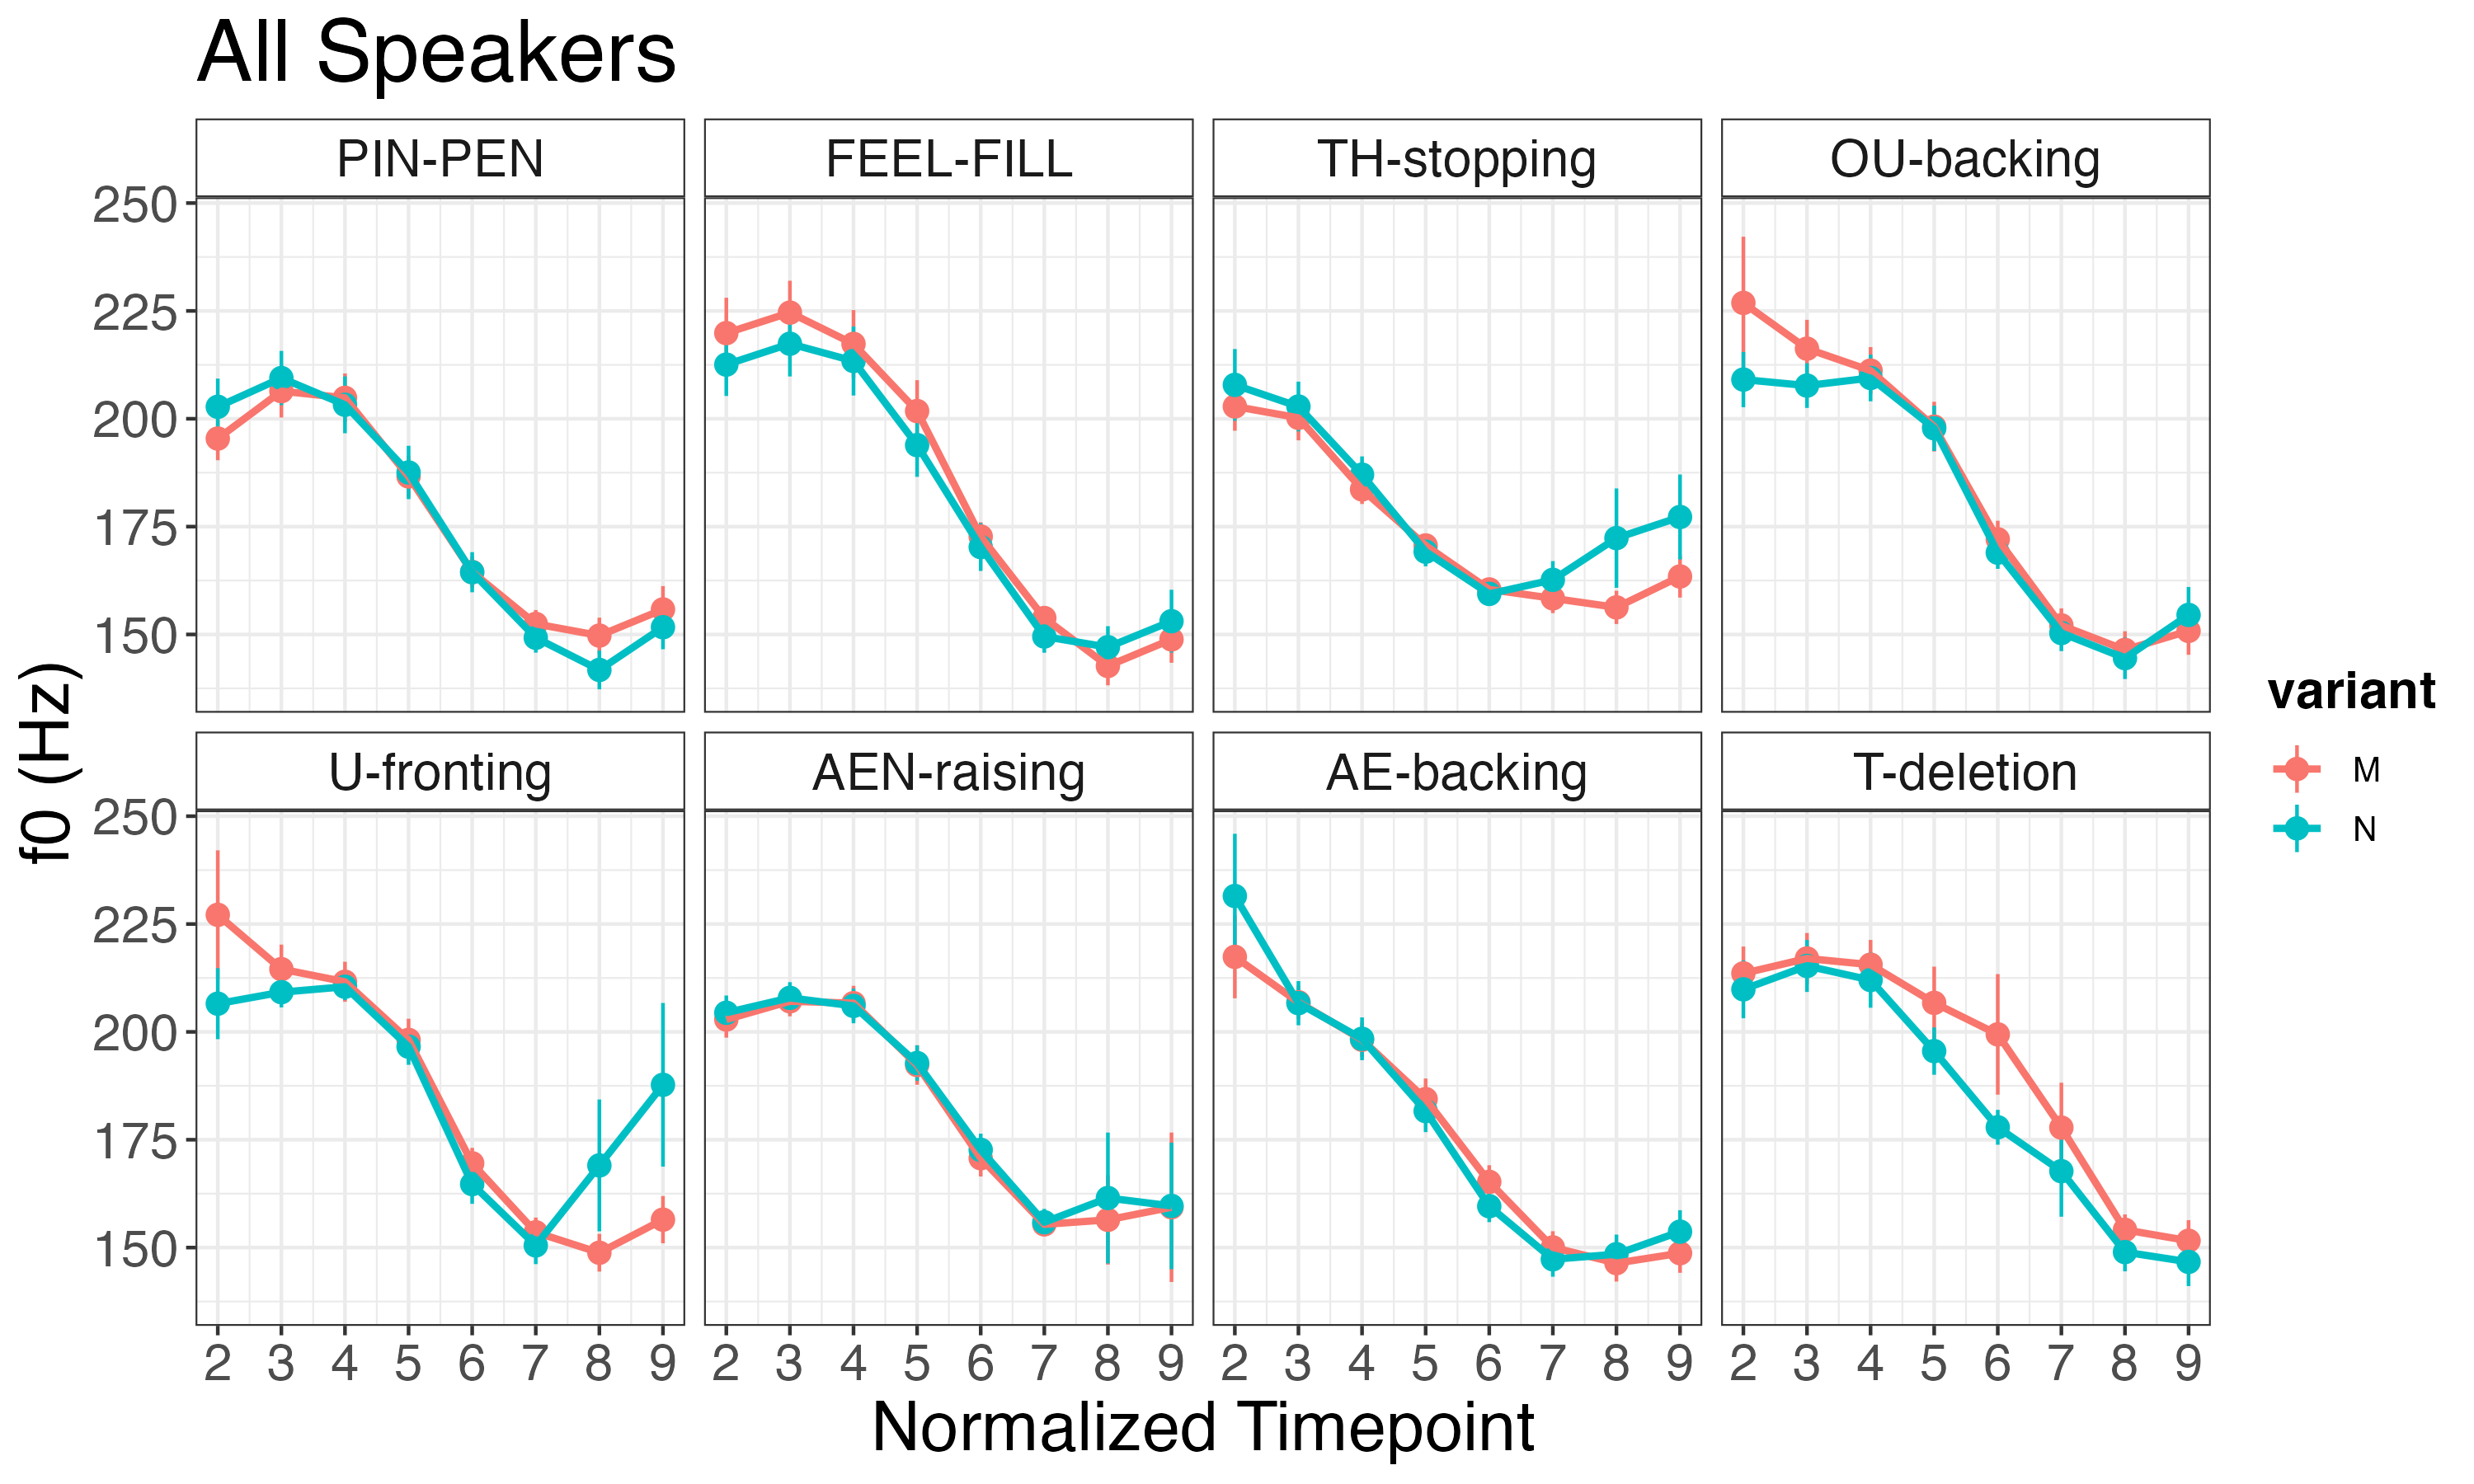 All Speakers
PIN-PEN FEEL-FILL TH-stopping OU-backing
250
225
200
175
150
U-fronting AEN-raising AE-backing T-deletion
250
225
200
175
150
2 3 4 5 6 7 8 9 2 3 4 5 6 7 8 9 2 3 4 5 6 7 8 9 2 3 4 5 6 7 8 9
Normalized Timepoint
f0 (Hz)
variant
M
N